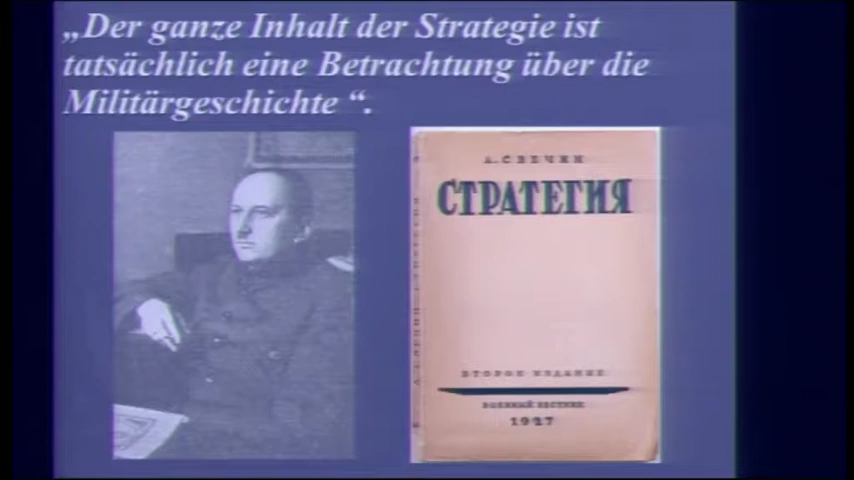 „Der ganze Inhalt der Strategie ist
tatsächlich eine Betrachtung über die
Militärgeschichte “.
А. СВЕЧИН
СТРАТЕГИЯ
ВТОРОЕ ИЗДАНИЕ
ВОЕННЫЙ ВЕСТНИК
1927